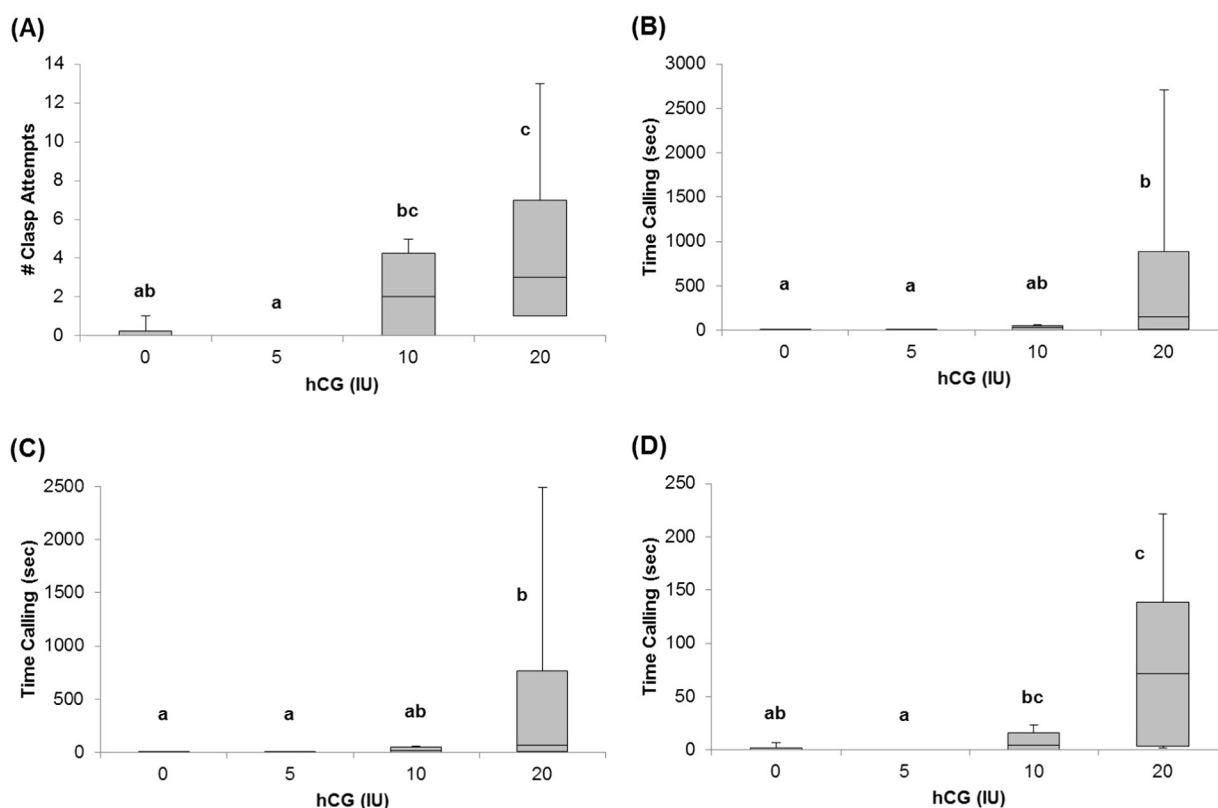 (A)
# Clasp Attempts
14
12
10
8
6
4
2
0
ab
a
bc
c
0 5 10 20
hCG (IU)
(B)
Time Calling (sec)
3000
2500
2000
1500
1000
500
0
a
a
ab
b
0 5 10 20
hCG (IU)
(C)
Time Calling (sec)
2500
2000
1500
1000
500
0
a
a
ab
b
0 5 10 20
hCG (IU)
(D)
Time Calling (sec)
250
200
150
100
50
0
ab
a
bc
c
0 5 10 20
hCG (IU)